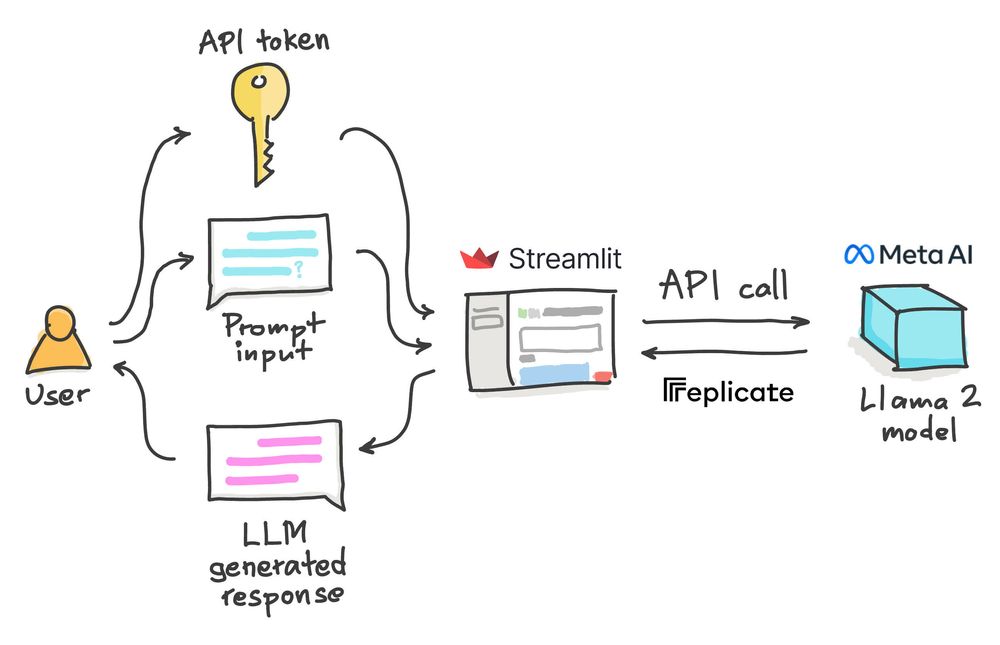 API token
?
Prompt
input
User
LLM
generated
response
Streamlit
API call
replicate
Meta AI
Llama 2
model